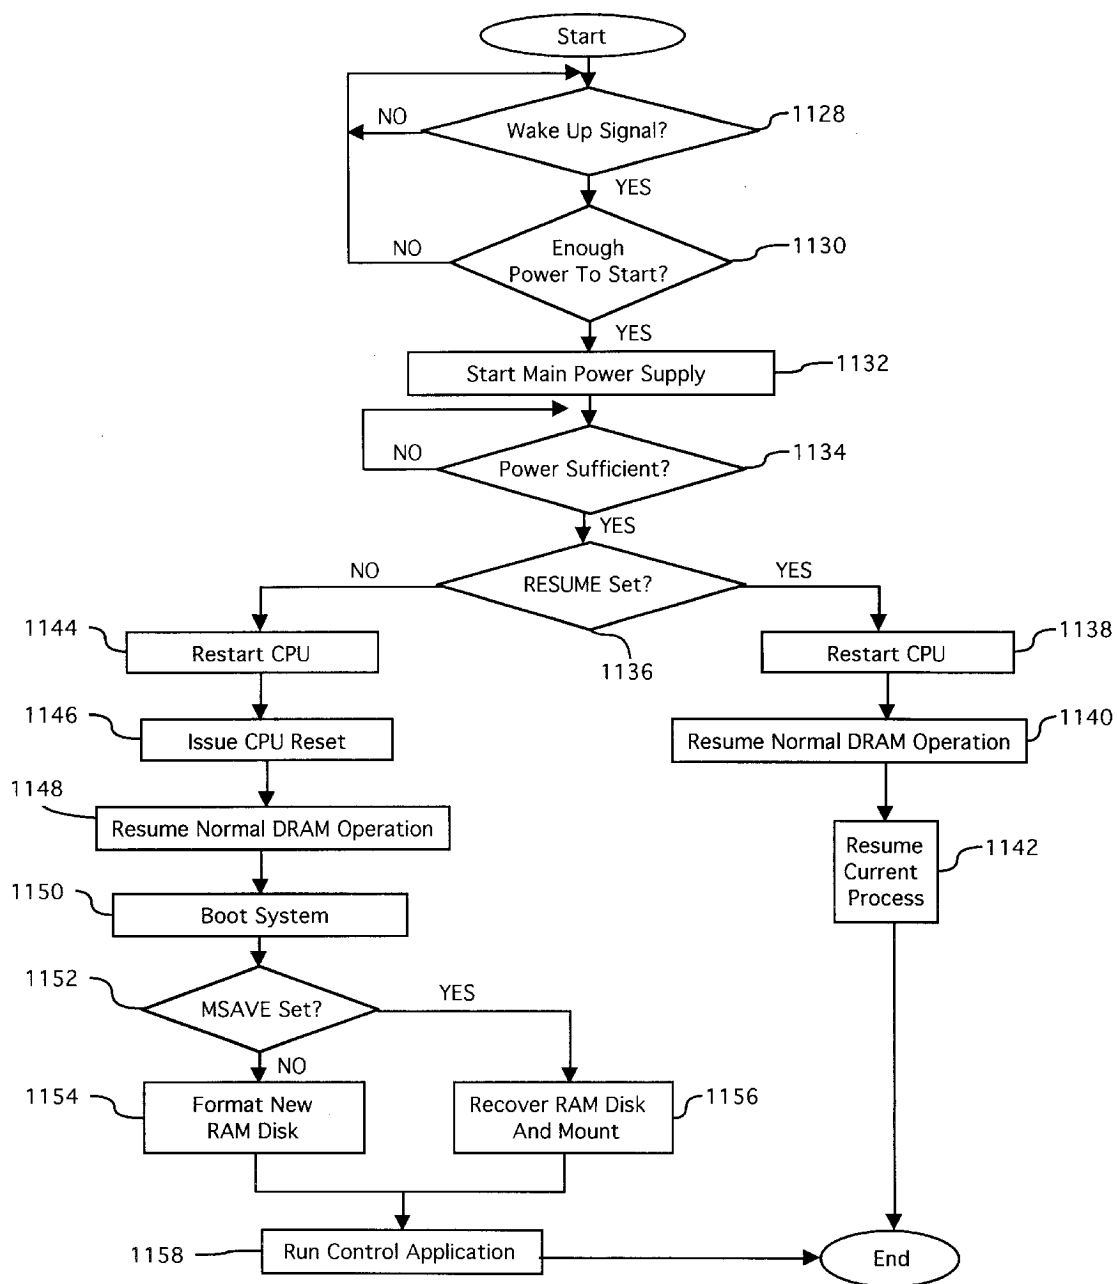 Start
NO
Wake Up Signal?
1128
YES
NO
Enough
Power To Start?
1130
YES
Start Main Power Supply
1132
NO
Power Sufficient?
1134
YES
NO
RESUME Set?
YES
1136
1144
Restart CPU
1138
Restart CPU
1146
Issue CPU Reset
1140
Resume Normal DRAM Operation
1148
Resume Normal DRAM Operation
Resume
Current
Process
1142
1150
Boot System
1152
MSAVE Set?
YES
NO
1154
Format New
RAM Disk
Recover RAM Disk
And Mount
1156
1158
Run Control Application
End